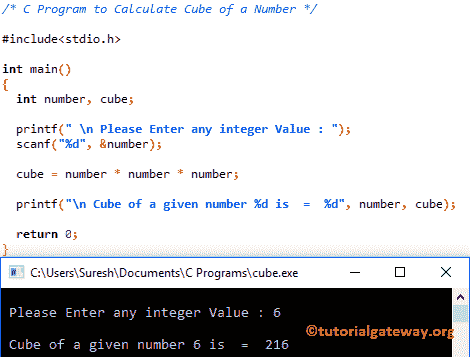 /* C Program to Calculate Cube of a Number */
#include<stdio.h>
int main()
{
int number, cube;
printf(" \n Please Enter any integer Value : ");
scanf("%d", &number);
cube = number * number * number;
printf("\n Cube of a given number %d is  =  %d", number, cube);
return 0;
}
C:\Users\Suresh\Documents\C Programs\cube.exe
Please Enter any integer Value : 6
©tutorialgateway.org
Cube of a given number 6 is  =  216